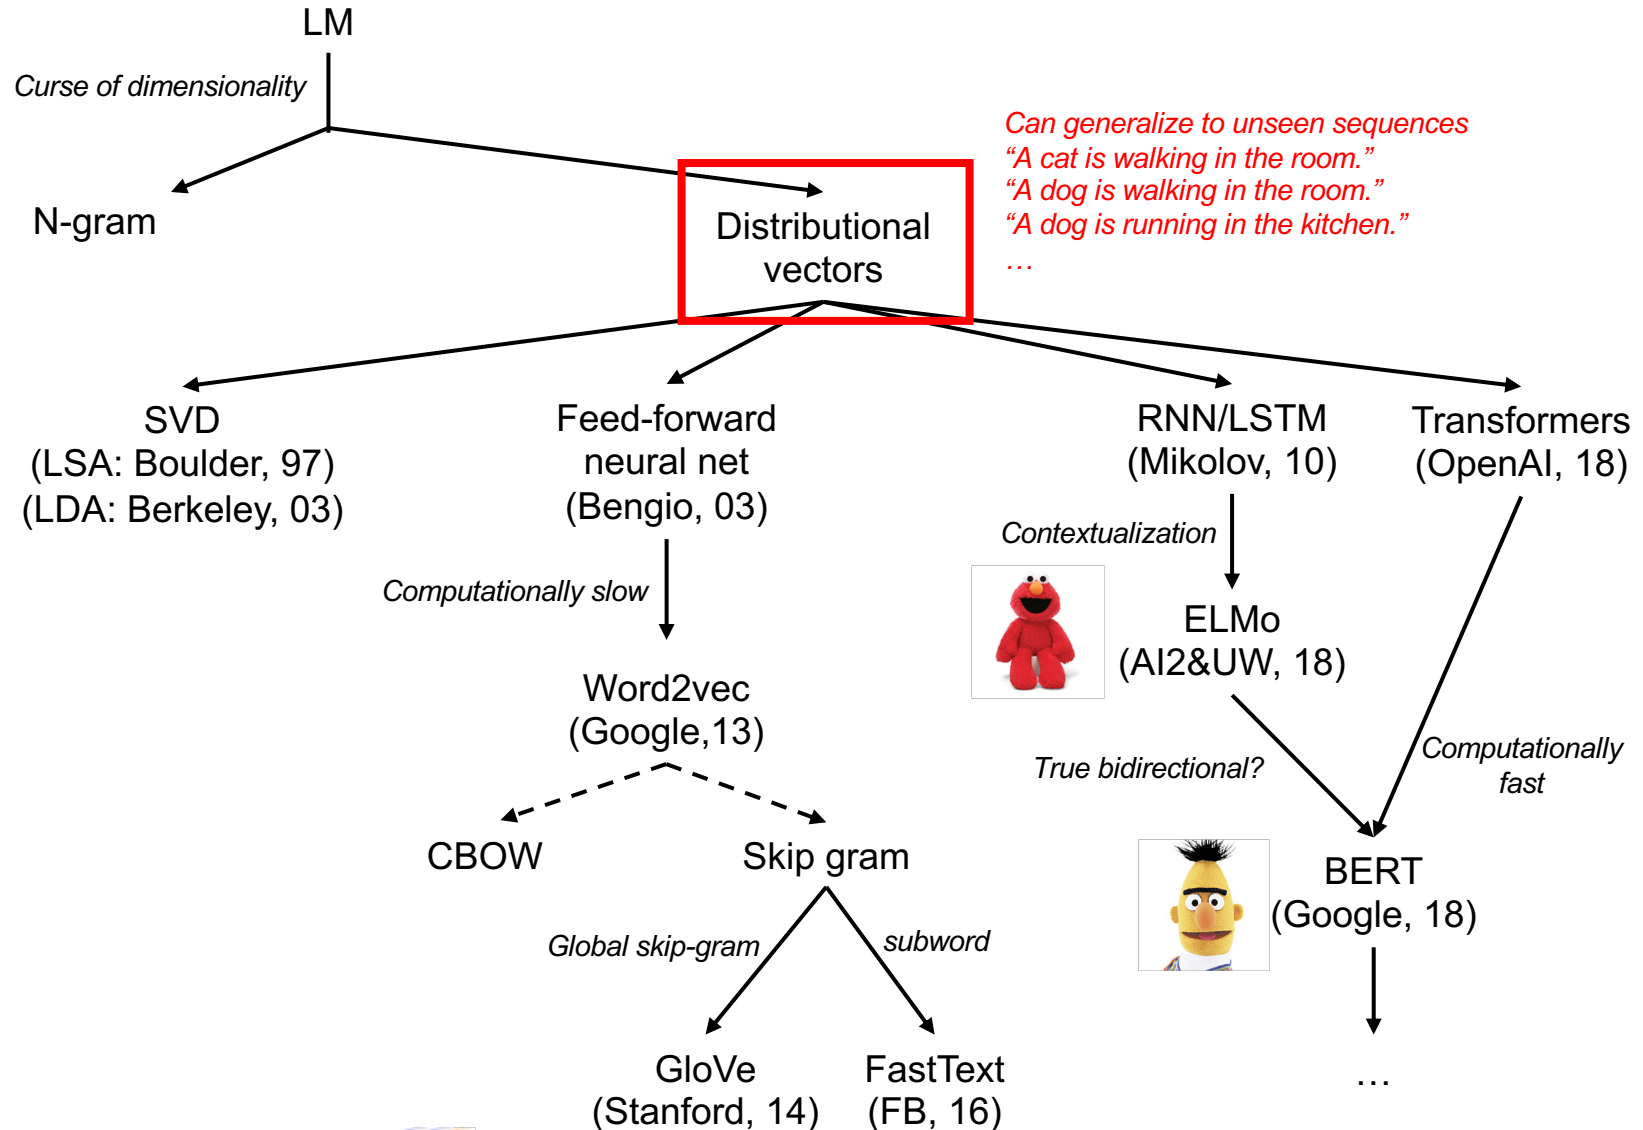 LM
Curse of dimensionality
Can generalize to unseen sequences
“A cat is walking in the room.”
“A dog is walking in the room.”
“A dog is running in the kitchen.”
…
N-gram
Distributional
vectors
SVD
(LSA: Boulder, 97)
(LDA: Berkeley, 03)
Feed-forward
neural net
(Bengio, 03)
RNN/LSTM
(Mikolov, 10)
Transformers
(OpenAI, 18)
Contextualization
Computationally slow
ELMo
(AI2&UW, 18)
Word2vec
(Google,13)
True bidirectional?
Computationally
fast
CBOW
Skip gram
BERT
(Google, 18)
Global skip-gram
subword
GloVe
(Stanford, 14)
FastText
(FB, 16)
…